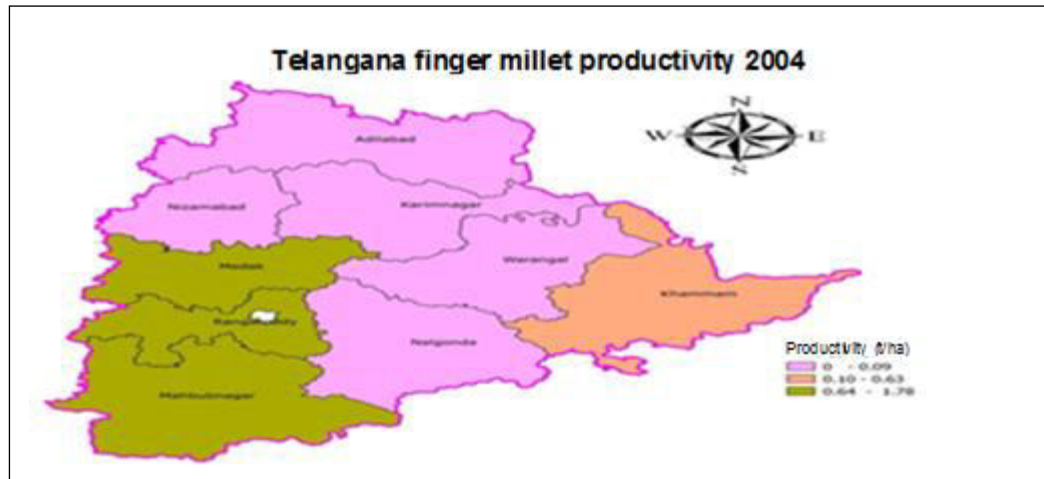 Telangana finger millet productivity 2004
N
W E
S
Adilabad
Nizamabad
Karimnagar
Warangal
Medak
Khammam
Nalgonda
Mahbubnagar
Productivity (t/ha)
0 - 0.09
0.10 - 0.63
0.64 - 1.78